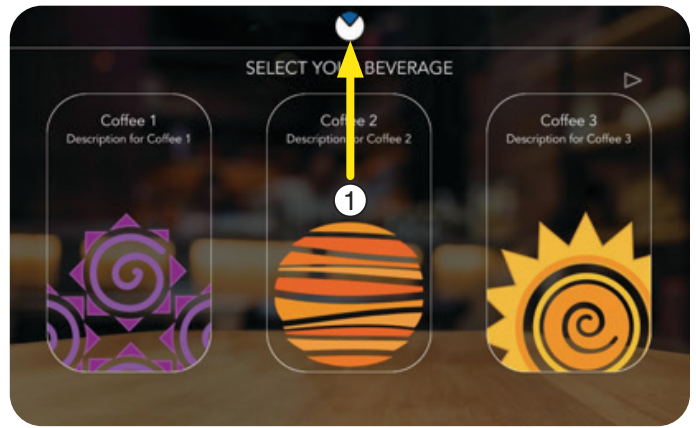 SELECT YOUR BEVERAGE
Coffee 1
Description for Coffee 1
Coffee 2
Description for Coffee 2
Coffee 3
Description for Coffee 3
1